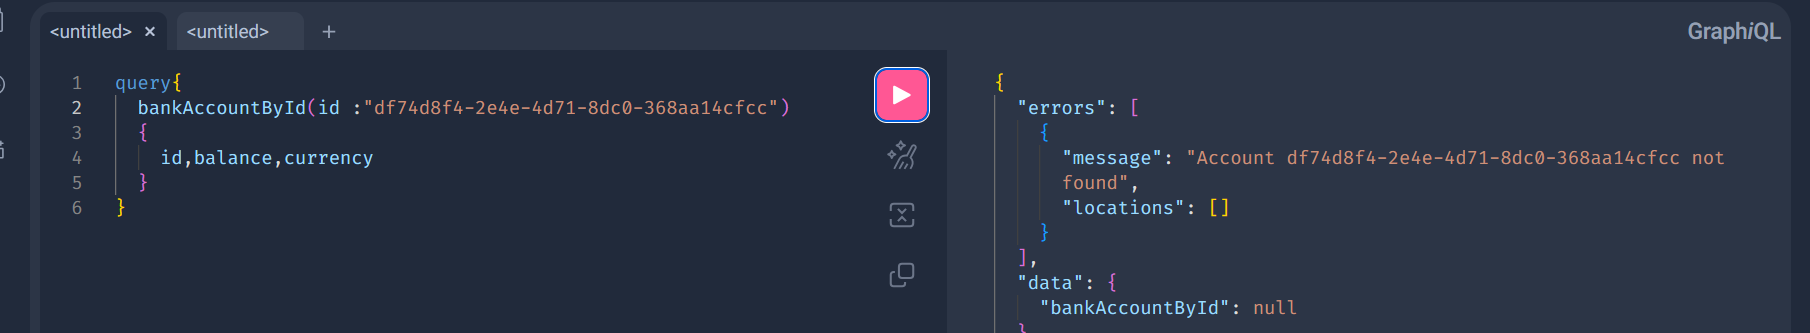 <untitled> × <untitled> +
GraphiQL
1 query{
2 bankAccountById(id :"df74d8f4-2e4e-4d71-8dc0-368aa14cfcc")
3 {
4 id,balance,currency
5 }
6 }
{
"errors": [
{
"message": "Account df74d8f4-2e4e-4d71-8dc0-368aa14cfcc not
found",
"locations": []
}
],
"data": {
"bankAccountById": null
}